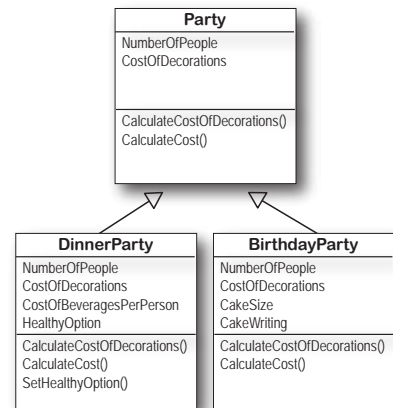 Party
NumberOfPeople
CostOfDecorations
CalculateCostOfDecorations()
CalculateCost()
DinnerParty
NumberOfPeople
CostOfDecorations
CostOfBeveragesPerPerson
HealthyOption
CalculateCostOfDecorations()
CalculateCost()
SetHealthyOption()
BirthdayParty
NumberOfPeople
CostOfDecorations
CakeSize
CakeWriting
CalculateCostOfDecorations()
CalculateCost()